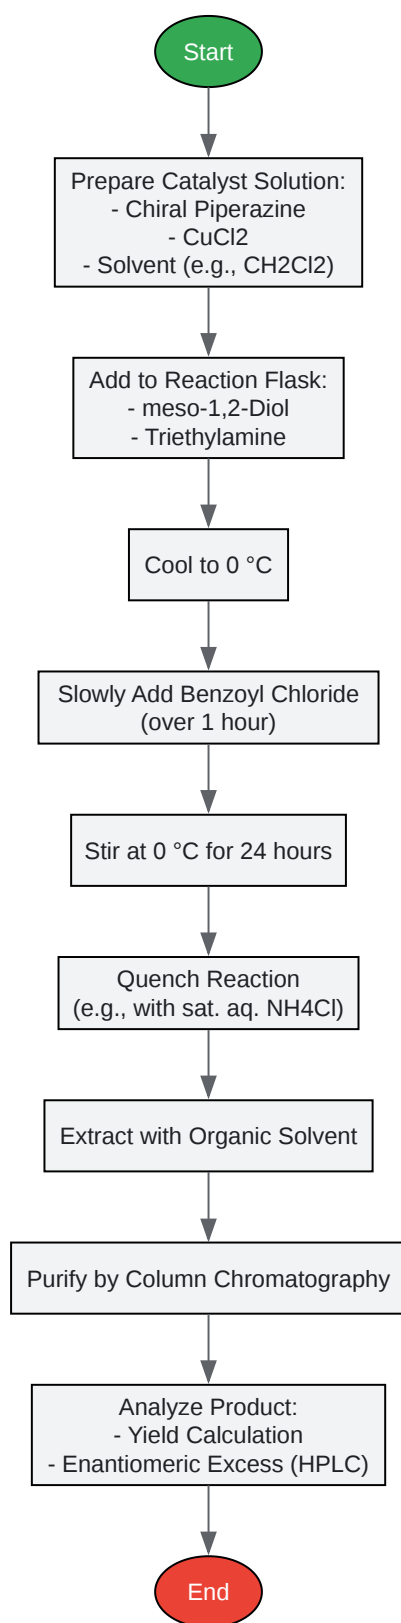 Start
Prepare Catalyst Solution:
- Chiral Piperazine
- CuCl2
- Solvent (e.g., CH2Cl2)
Add to Reaction Flask:
- meso-1,2-Diol
- Triethylamine
Cool to 0 °C
Slowly Add Benzoyl Chloride
(over 1 hour)
Stir at 0 °C for 24 hours
Quench Reaction
(e.g., with sat. aq. NH4Cl)
Extract with Organic Solvent
Purify by Column Chromatography
Analyze Product:
- Yield Calculation
- Enantiomeric Excess (HPLC)
End